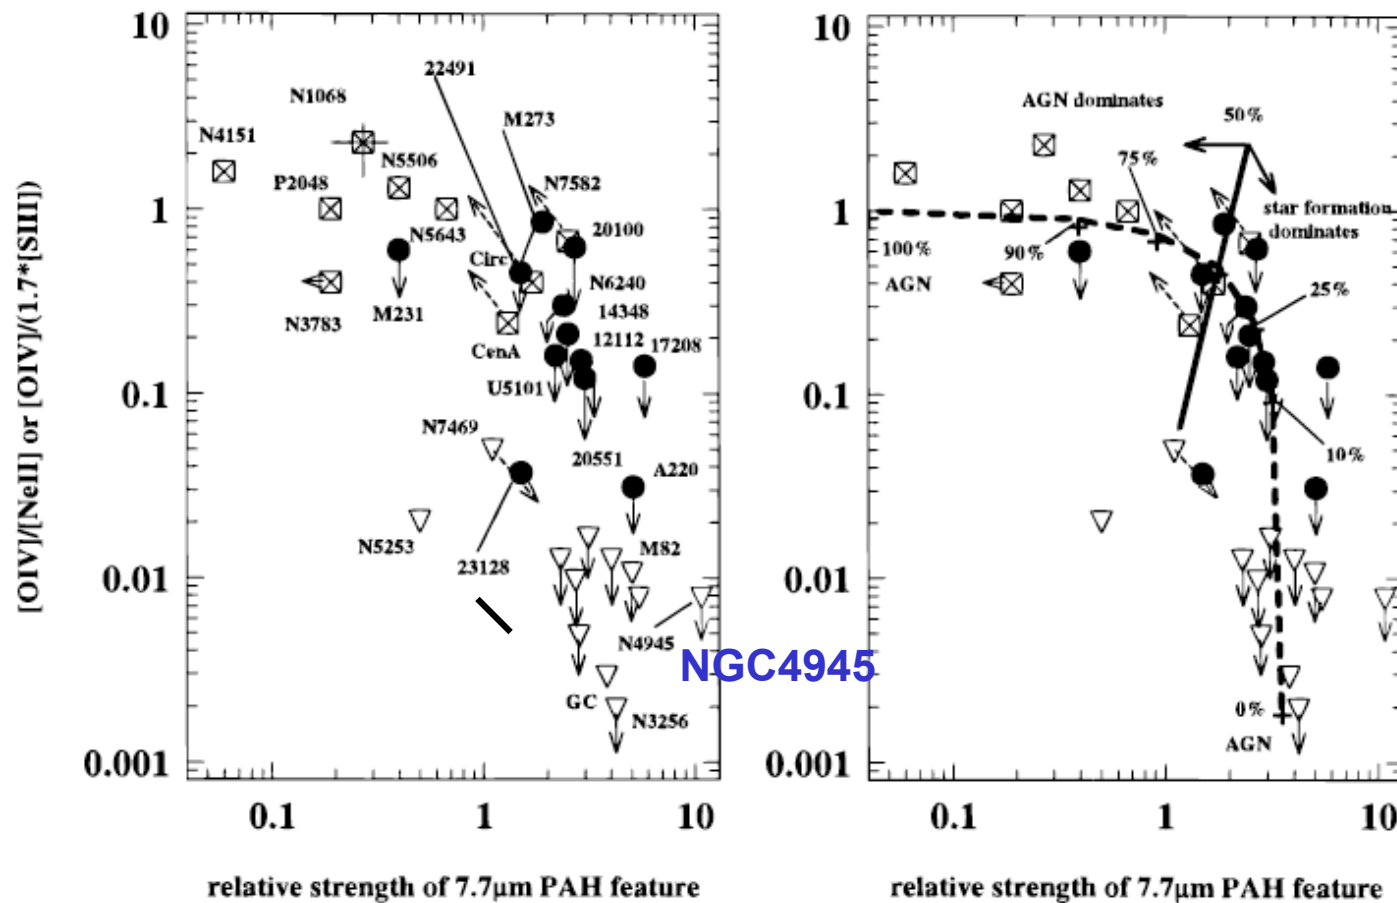 [OIV]/[NeII] or [OIV]/(1.7*[SIII])
10
1
0.1
0.01
0.001
22491
N1068
M273
N4151
N5506
N7582
P2048
20100
N5643
Circ
N6240
N3783
M231
14348
CenA
12112
17208
U5101
N7469
20551
A220
N5253
M82
23128
N4945
NGC4945
GC
N3256
0.1
1
10
relative strength of 7.7μm PAH feature
10
1
0.1
0.01
0.001
AGN dominates
50%
75%
star formation
dominates
100%
AGN
90%
25%
10%
0%
AGN
0.1
1
10
relative strength of 7.7μm PAH feature